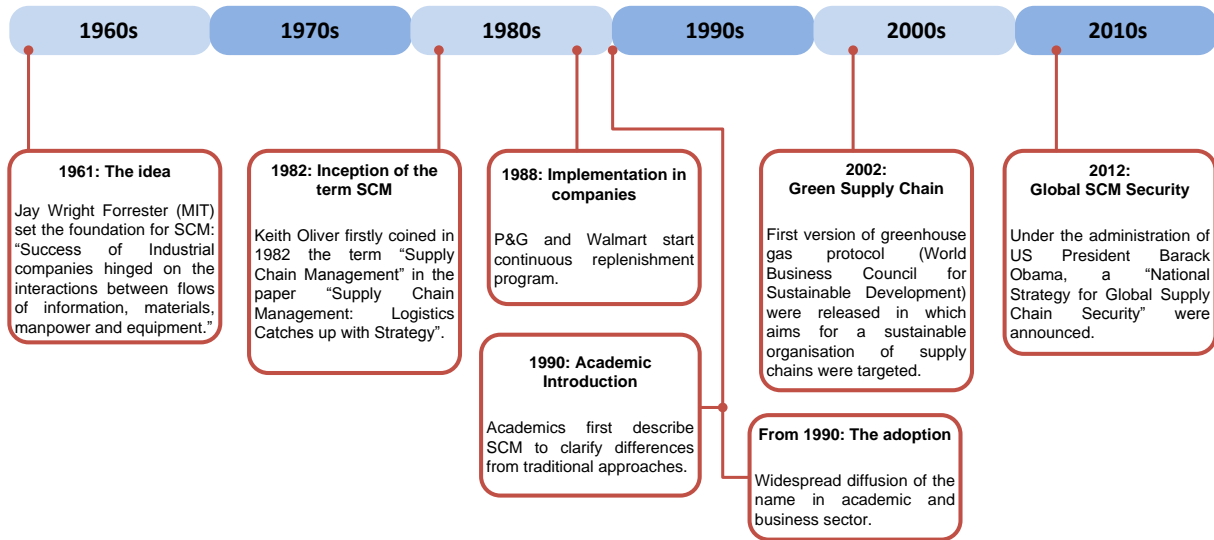 1960s
1970s
1980s
1990s
2000s
2010s
1961: The idea
Jay Wright Forrester (MIT)
set the foundation for SCM:
“Success of Industrial
companies hinged on the
interactions between flows
of information, materials,
manpower and equipment.”
1982: Inception of the
term SCM
Keith Oliver firstly coined in
1982 the term “Supply
Chain Management” in the
paper “Supply Chain
Management: Logistics
Catches up with Strategy”.
1988: Implementation in
companies
P&G and Walmart start
continuous replenishment
program.
1990: Academic
Introduction
Academics first describe
SCM to clarify differences
from traditional approaches.
From 1990: The adoption
Widespread diffusion of the
name in academic and
business sector.
2002:
Green Supply Chain
First version of greenhouse
gas protocol (World
Business Council for
Sustainable Development)
were released in which
aims for a sustainable
organisation of supply
chains were targeted.
2012:
Global SCM Security
Under the administration of
US President Barack
Obama, a “National
Strategy for Global Supply
Chain Security” were
announced.